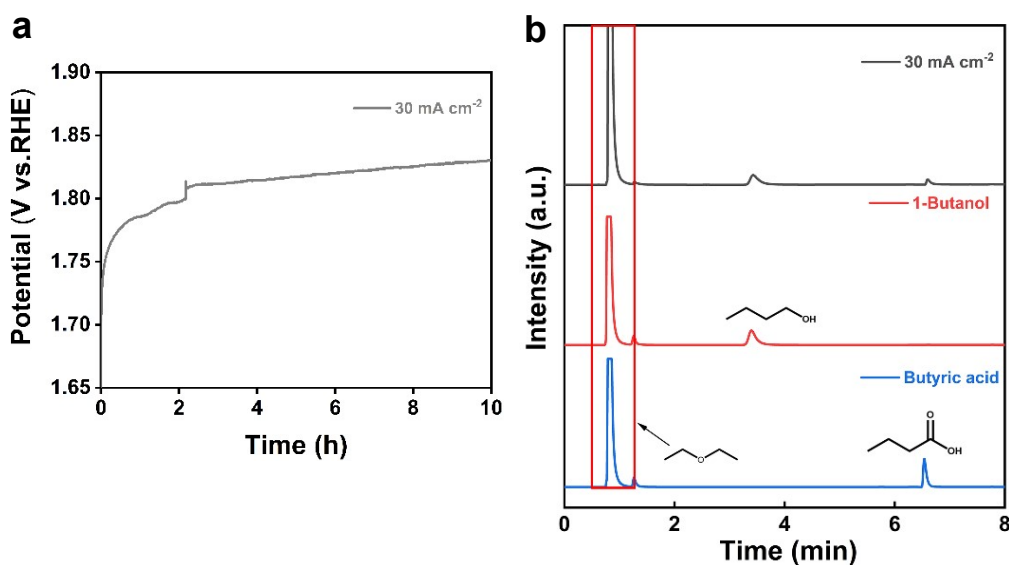 a
1.90
1.85
1.80
1.75
1.70
1.65
Potential (V vs.RHE)
30 mA cm⁻²
0
2
4
6
8
10
Time (h)
b
Intensity (a.u.)
30 mA cm⁻²
1-Butanol
OH
Butyric acid
O
OH
O
0
2
4
6
8
Time (min)